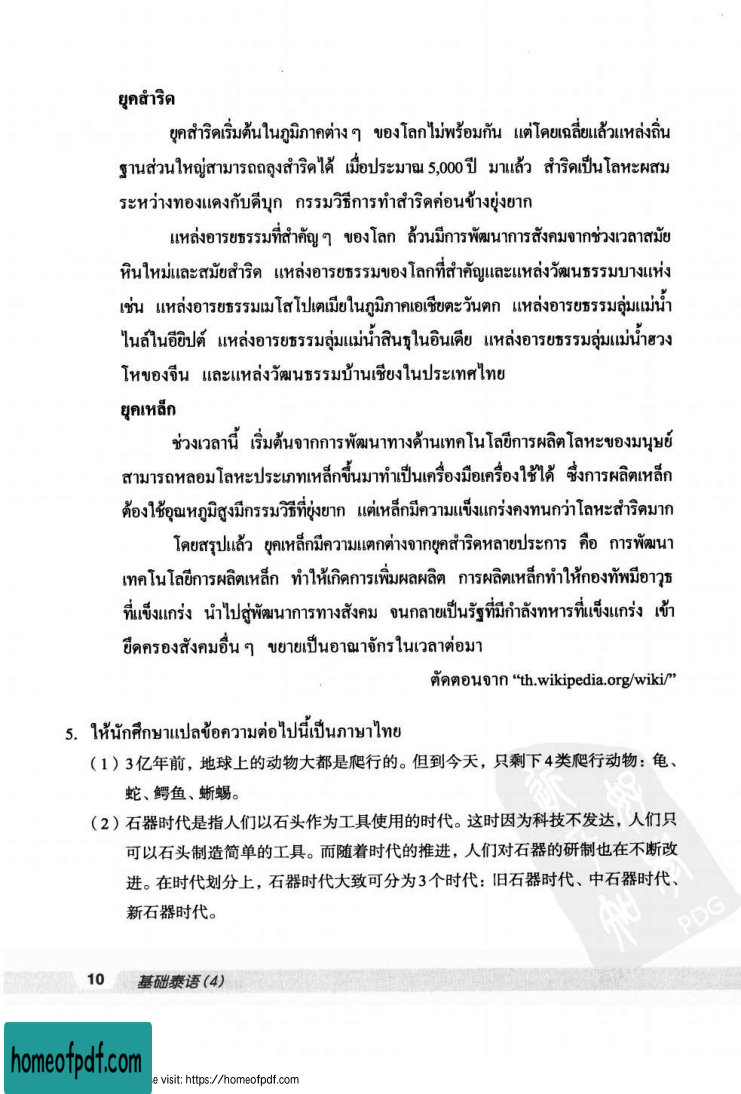 ยุคสำริด
ยุคสำริดเริ่มต้นในภูมิภาคต่าง ๆ ของโลกไม่พร้อมกัน แต่โดยเฉลี่ยแล้วแหล่งถิ่น
ฐานส่วนใหญ่สามารถถลุงสำริดได้ เมื่อประมาณ 5,000 ปี มาแล้ว สำริดเป็นโลหะผสม
ระหว่างทองแดงกับดีบุก กรรมวิธีการทำสำริดค่อนข้างยุ่งยาก
แหล่งอารยธรรมที่สำคัญ ๆ ของโลก ล้วนมีการพัฒนาการสังคมจากช่วงเวลาสมัย
หินใหม่และสมัยสำริด แหล่งอารยธรรมของโลกที่สำคัญและแหล่งวัฒนธรรมบางแห่ง
เช่น แหล่งอารยธรรมเมโสโปเตเมียในภูมิภาคเอเชียตะวันตก แหล่งอารยธรรมลุ่มแม่น้ำ
ไนล์ในอียิปต์ แหล่งอารยธรรมลุ่มแม่น้ำสินธุในอินเดีย แหล่งอารยธรรมลุ่มแม่น้ำฮวง
โหของจีน และแหล่งวัฒนธรรมบ้านเชียงในประเทศไทย
ยุคเหล็ก
ช่วงเวลานี้ เริ่มต้นจากการพัฒนาทางด้านเทคโนโลยีการผลิตโลหะของมนุษย์
สามารถหลอมโลหะประเภทเหล็กขึ้นมาทำเป็นเครื่องมือเครื่องใช้ได้ ซึ่งการผลิตเหล็ก
ต้องใช้อุณหภูมิสูงมีกรรมวิธีที่ยุ่งยาก แต่เหล็กมีความแข็งแกร่งคงทนกว่าโลหะสำริดมาก
โดยสรุปแล้ว ยุคเหล็กมีความแตกต่างจากยุคสำริดหลายประการ คือ การพัฒนา
เทคโนโลยีการผลิตเหล็ก ทำให้เกิดการเพิ่มผลผลิต การผลิตเหล็กทำให้กองทัพมีอาวุธ
ที่แข็งแกร่ง นำไปสู่พัฒนาการทางสังคม จนกลายเป็นรัฐที่มีกำลังทหารที่แข็งแกร่ง เข้า
ยึดครองสังคมอื่น ๆ ขยายเป็นอาณาจักรในเวลาต่อมา
ตัดตอนจาก “th.wikipedia.org/wiki/”
5. ให้นักศึกษาแปลข้อความต่อไปนี้เป็นภาษาไทย
（1）3亿年前，地球上的动物大都是爬行的。但到今天，只剩下4类爬行动物：龟、
蛇、鳄鱼、蜥蜴。
（2）石器时代是指人们以石头作为工具使用的时代。这时因为科技不发达，人们只
可以石头制造简单的工具。而随着时代的推进，人们对石器的研制也在不断改
进。在时代划分上，石器时代大致可分为3个时代：旧石器时代、中石器时代、
新石器时代。
PDG
10 基础泰语(4)
homeofpdf.com
e visit: https://homeofpdf.com